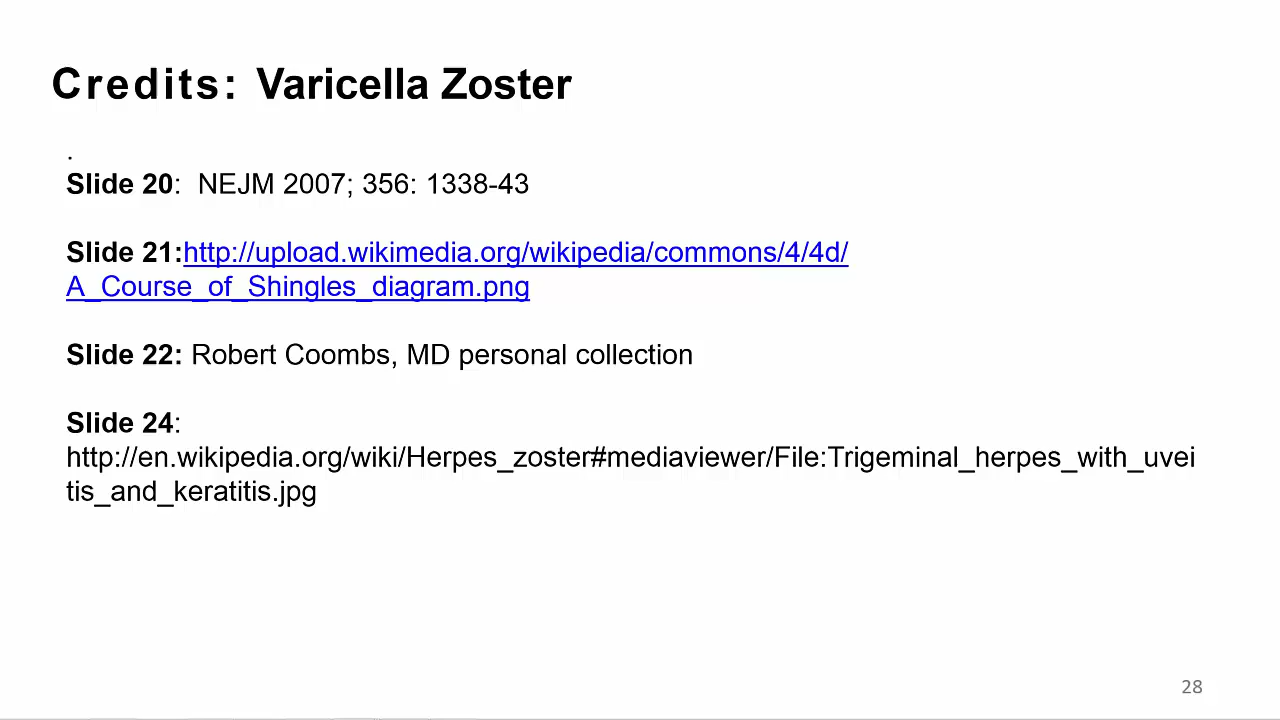 Credits: Varicella Zoster
.
Slide 20:  NEJM 2007; 356: 1338-43
Slide 21:http://upload.wikimedia.org/wikipedia/commons/4/4d/
A_Course_of_Shingles_diagram.png
Slide 22: Robert Coombs, MD personal collection
Slide 24:
http://en.wikipedia.org/wiki/Herpes_zoster#mediaviewer/File:Trigeminal_herpes_with_uvei
tis_and_keratitis.jpg
28